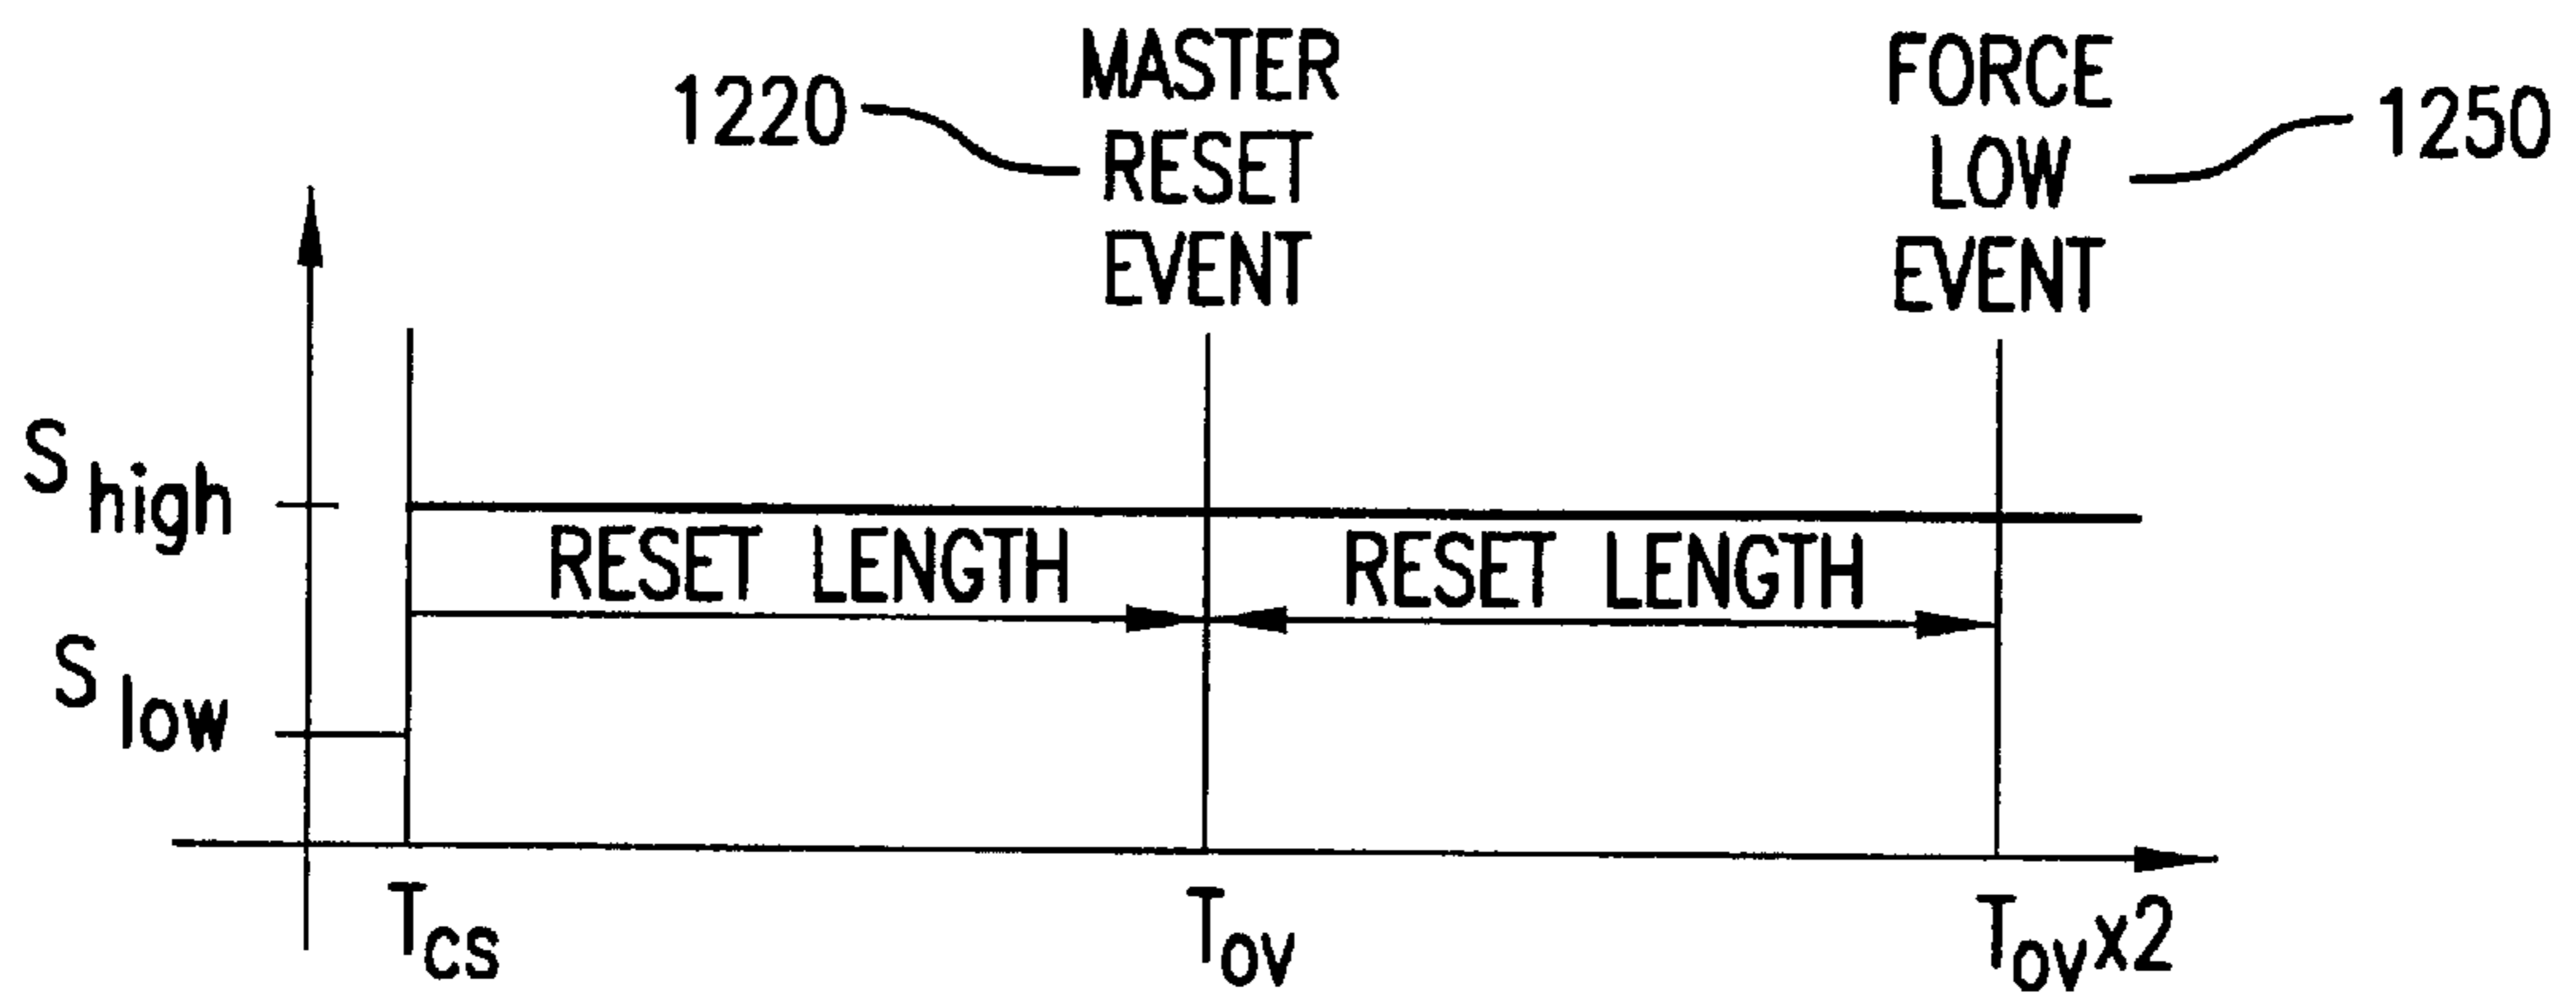 1220
MASTER
RESET
EVENT
FORCE
LOW
EVENT
1250
S high
RESET LENGTH
RESET LENGTH
S low
T cs
T ov
T ov x2